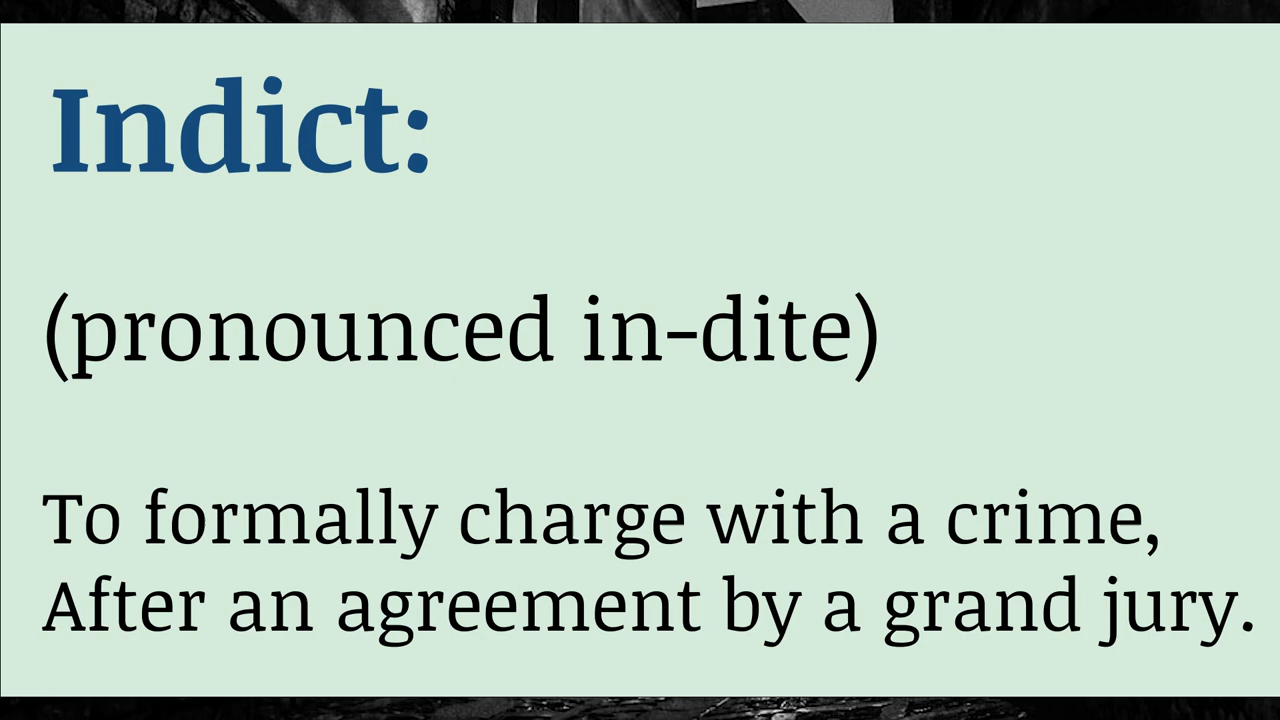 Indict:
(pronounced in-dite)
To formally charge with a crime,
After an agreement by a grand jury.